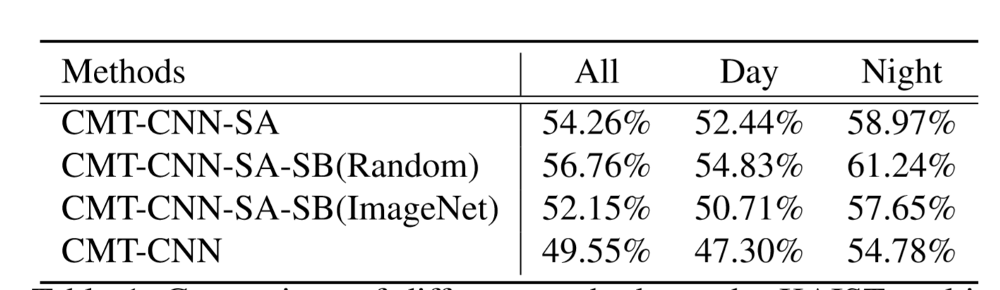 Methods All Day Night
CMT-CNN-SA 54.26% 52.44% 58.97%
CMT-CNN-SA-SB(Random) 56.76% 54.83% 61.24%
CMT-CNN-SA-SB(ImageNet) 52.15% 50.71% 57.65%
CMT-CNN 49.55% 47.30% 54.78%